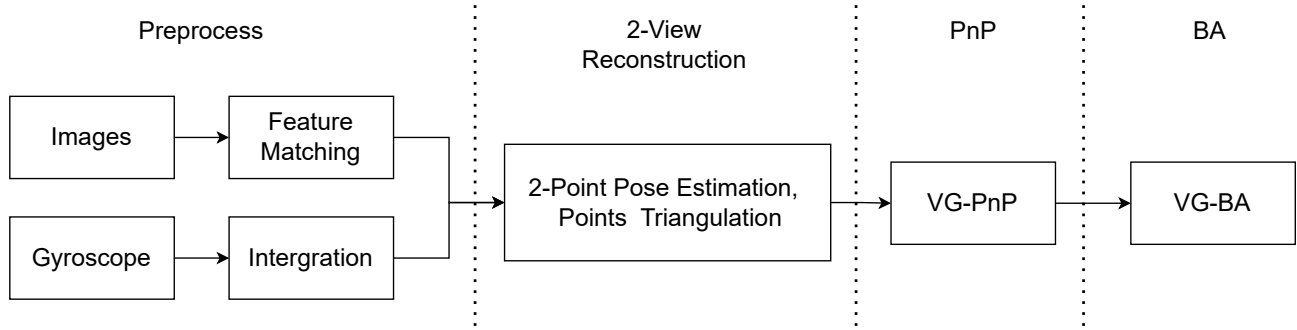 Preprocess
2-View
Reconstruction
PnP
BA
Images
Feature
Matching
2-Point Pose Estimation,
Points Triangulation
VG-PnP
VG-BA
Gyroscope
Intergration